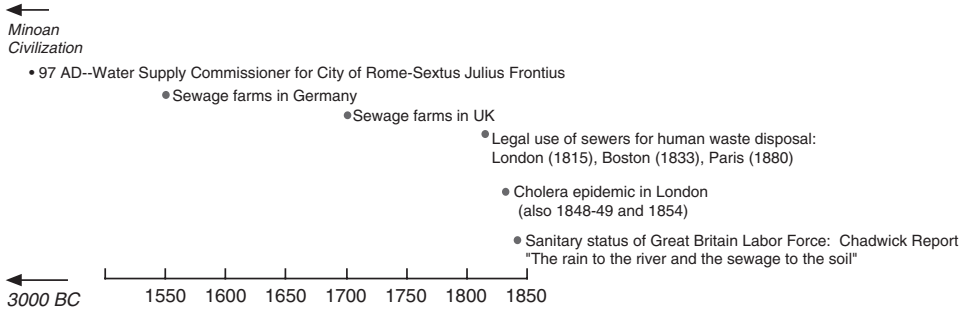 Minoan
Civilization
• 97 AD--Water Supply Commissioner for City of Rome-Sextus Julius Frontius
Sewage farms in Germany
Sewage farms in UK
Legal use of sewers for human waste disposal:
London (1815), Boston (1833), Paris (1880)
Cholera epidemic in London
(also 1848-49 and 1854)
Sanitary status of Great Britain Labor Force: Chadwick Report
"The rain to the river and the sewage to the soil"
3000 BC 1550 1600 1650 1700 1750 1800 1850